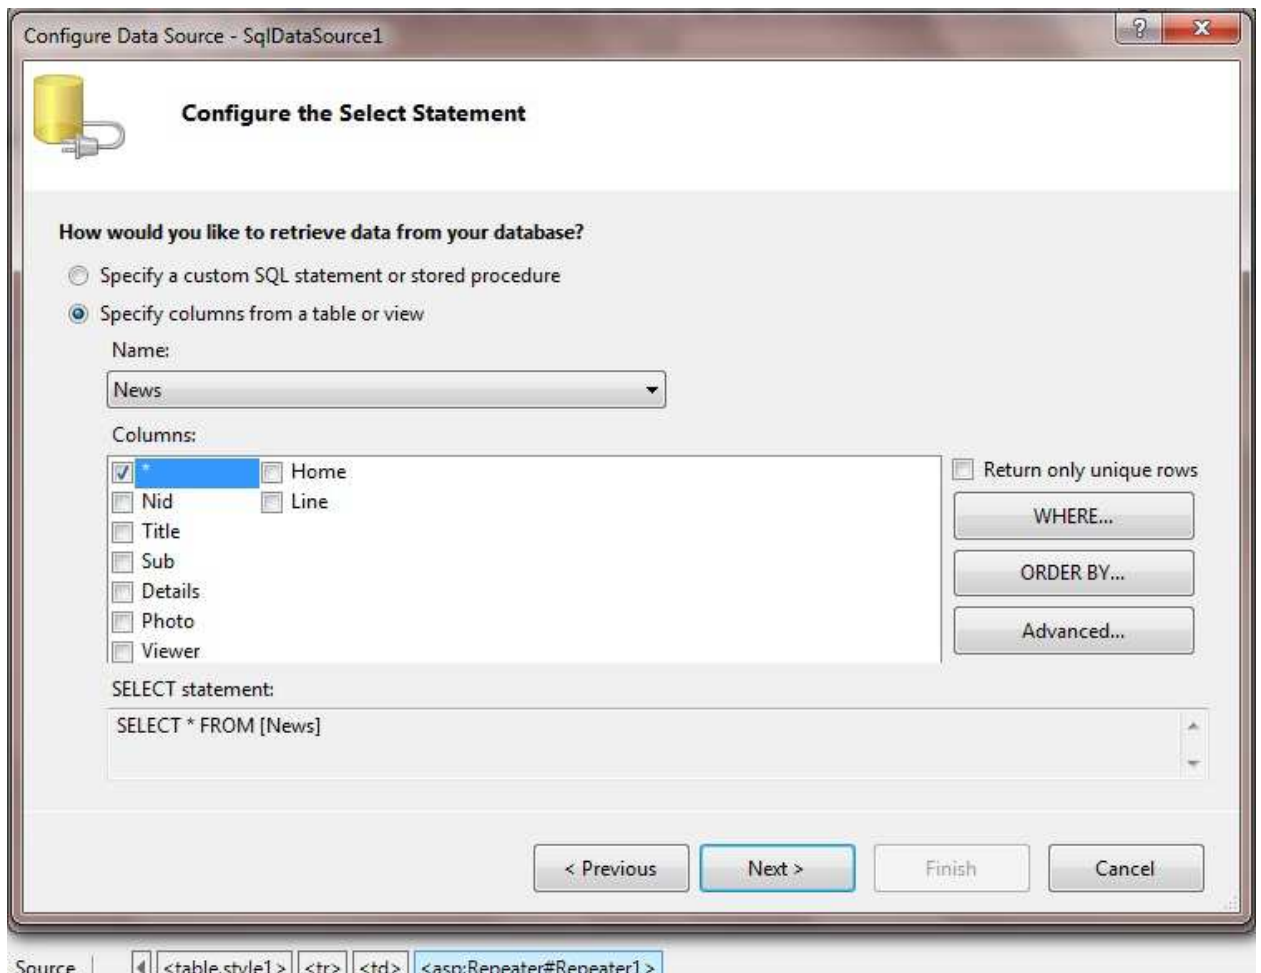 Configure Data Source - SqlDataSource1
?
Configure the Select Statement
How would you like to retrieve data from your database?
Specify a custom SQL statement or stored procedure
Specify columns from a table or view
Name:
News
Columns:
* Home
Nid Line
Title
Sub
Details
Photo
Viewer
Return only unique rows
WHERE...
ORDER BY...
Advanced...
SELECT statement:
SELECT * FROM [News]
< Previous Next > Finish Cancel
Source <table.style1> <tr> <td> <asp:Repeater#Repeater1>